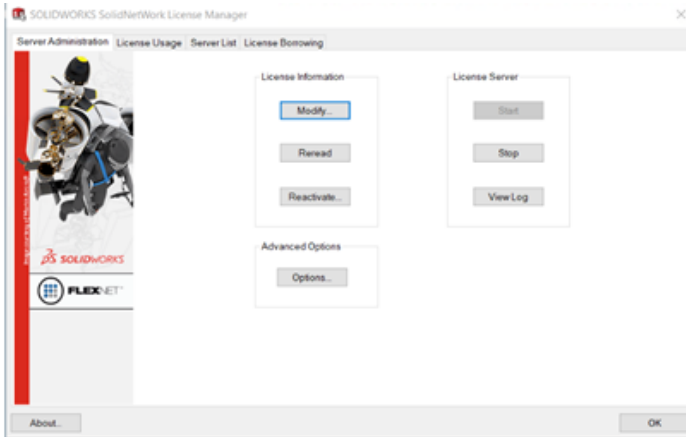 SOLIDWORKS SolidNetWork License Manager
Server Administration License Usage Server List License Borrowing
License Information
Modify...
Reread
Reactivate...
License Server
Start
Stop
View Log
Advanced Options
Options...
SOLIDWORKS
FLEXNET
About...
OK